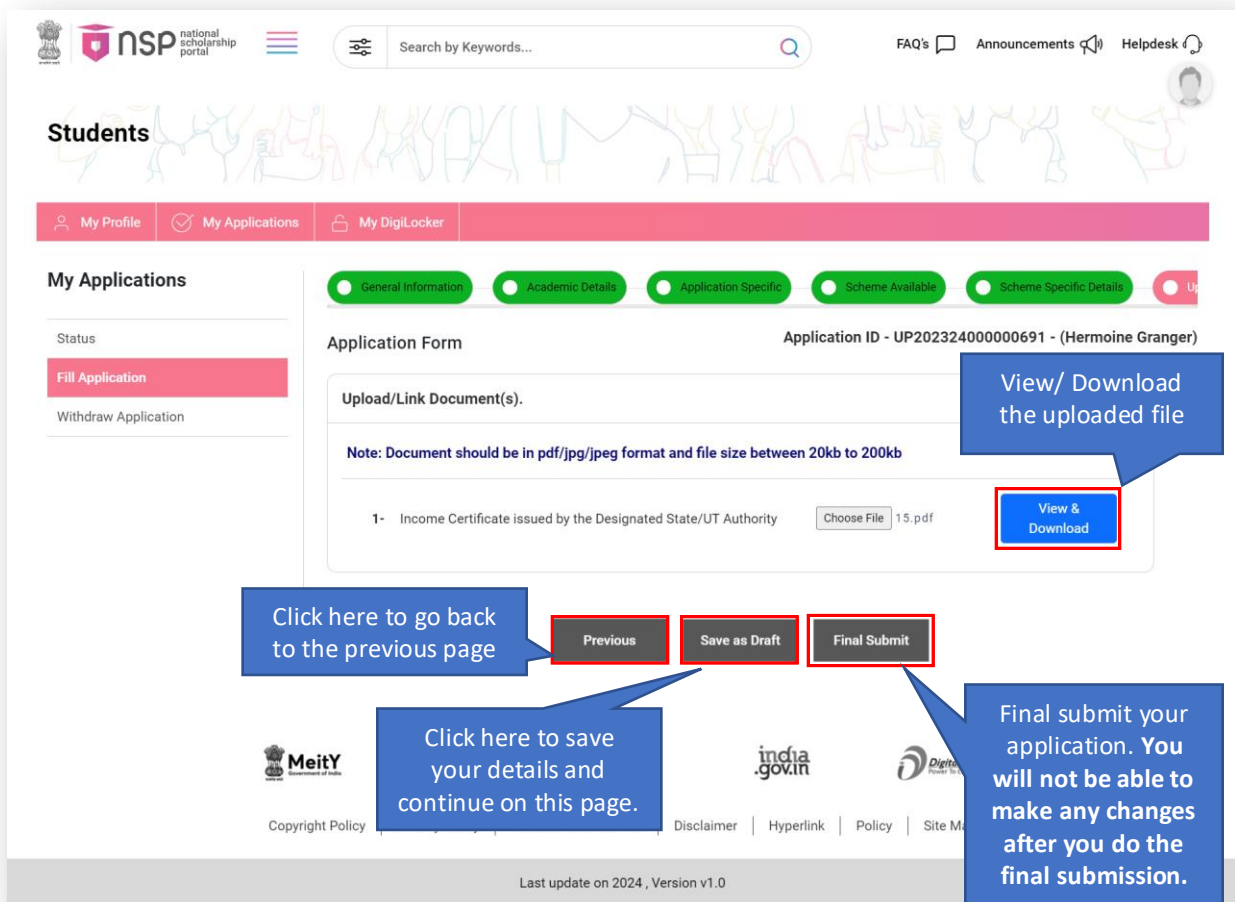 nsp national scholarship portal
Search by Keywords...
FAQ's
Announcements
Helpdesk
Students
My Profile
My Applications
My DigiLocker
My Applications
Status
Fill Application
Withdraw Application
General Information
Academic Details
Application Specific
Scheme Available
Scheme Specific Details
Application Form
Application ID - UP202324000000691 - (Hermoine Granger)
View/ Download
the uploaded file
Upload/Link Document(s).
Note: Document should be in pdf/jpg/jpeg format and file size between 20kb to 200kb
1- Income Certificate issued by the Designated State/UT Authority
Choose File 15.pdf
View &
Download
Click here to go back
to the previous page
Previous
Save as Draft
Final Submit
Click here to save
your details and
continue on this page.
Final submit your
application. You
will not be able to
make any changes
after you do the
final submission.
MeitY
Government of India
india
.gov.in
Copyright Policy
Disclaimer
Hyperlink
Policy
Last update on 2024 , Version v1.0